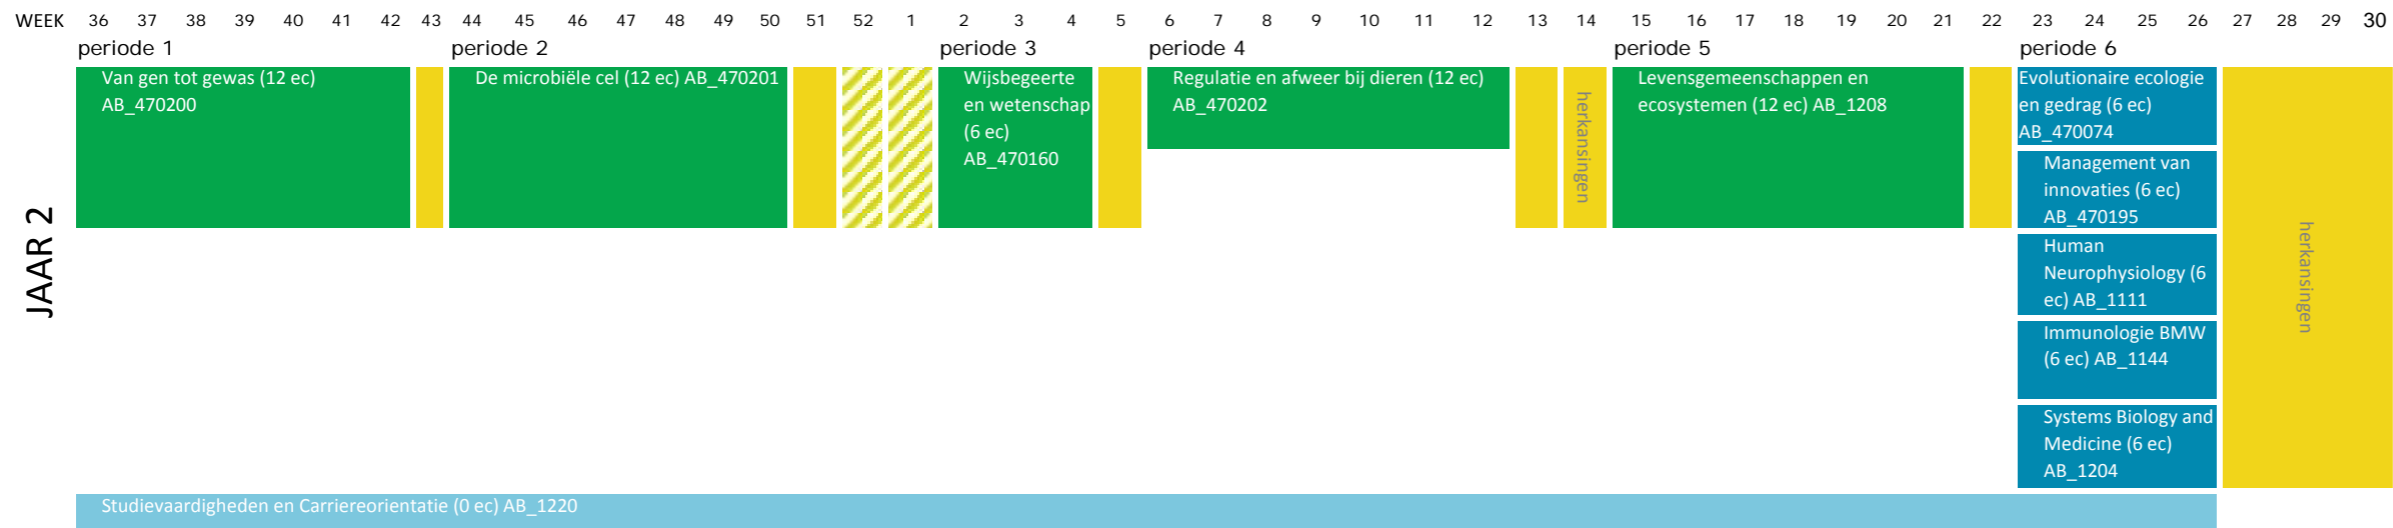 WEEK 36 37 38 39 40 41 42 43 44 45 46 47 48 49 50 51 52 1 2 3 4 5 6 7 8 9 10 11 12 13 14 15 16 17 18 19 20 21 22 23 24 25 26 27 28 29 30
periode 1 periode 2 periode 3 periode 4 periode 5 periode 6
JAAR 2
Van gen tot gewas (12 ec)
AB_470200
De microbiële cel (12 ec) AB_470201
Wijsbegeerte
en wetenschap
(6 ec)
AB_470160
Regulatie en afweer bij dieren (12 ec)
AB_470202
herkansingen
Levensgemeenschappen en
ecosystemen (12 ec) AB_1208
Evolutionaire ecologie
en gedrag (6 ec)
AB_470074
Management van
innovaties (6 ec)
AB_470195
Human
Neurophysiology (6
ec) AB_1111
Immunologie BMW
(6 ec) AB_1144
Systems Biology and
Medicine (6 ec)
AB_1204
herkansingen
Studievaardigheden en Carriereorientatie (0 ec) AB_1220